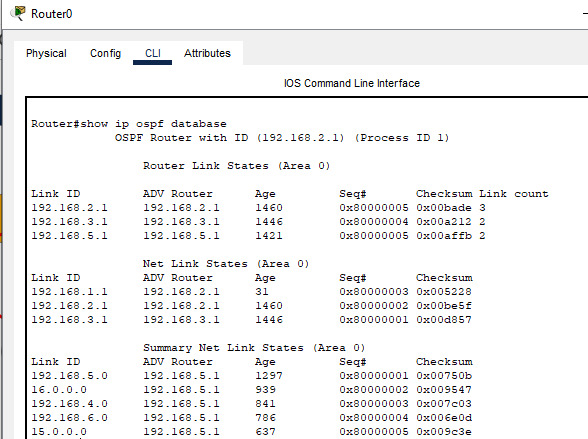 Router0
Physical Config CLI Attributes
IOS Command Line Interface
Router#show ip ospf database
OSPF Router with ID (192.168.2.1) (Process ID 1)
Router Link States (Area 0)
Link ID ADV Router Age Seq# Checksum Link count
192.168.2.1 192.168.2.1 1460 0x80000005 0x00bade 3
192.168.3.1 192.168.3.1 1446 0x80000004 0x00a212 2
192.168.5.1 192.168.5.1 1421 0x80000005 0x00affb 2
Net Link States (Area 0)
Link ID ADV Router Age Seq# Checksum
192.168.1.1 192.168.2.1 31 0x80000003 0x005228
192.168.2.1 192.168.2.1 1460 0x80000002 0x00be5f
192.168.3.1 192.168.3.1 1446 0x80000001 0x00d857
Summary Net Link States (Area 0)
Link ID ADV Router Age Seq# Checksum
192.168.5.0 192.168.5.1 1297 0x80000001 0x00750b
16.0.0.0 192.168.5.1 939 0x80000002 0x009547
192.168.4.0 192.168.5.1 841 0x80000003 0x007c03
192.168.6.0 192.168.5.1 786 0x80000004 0x006e0d
15.0.0.0 192.168.5.1 637 0x80000005 0x009c3e